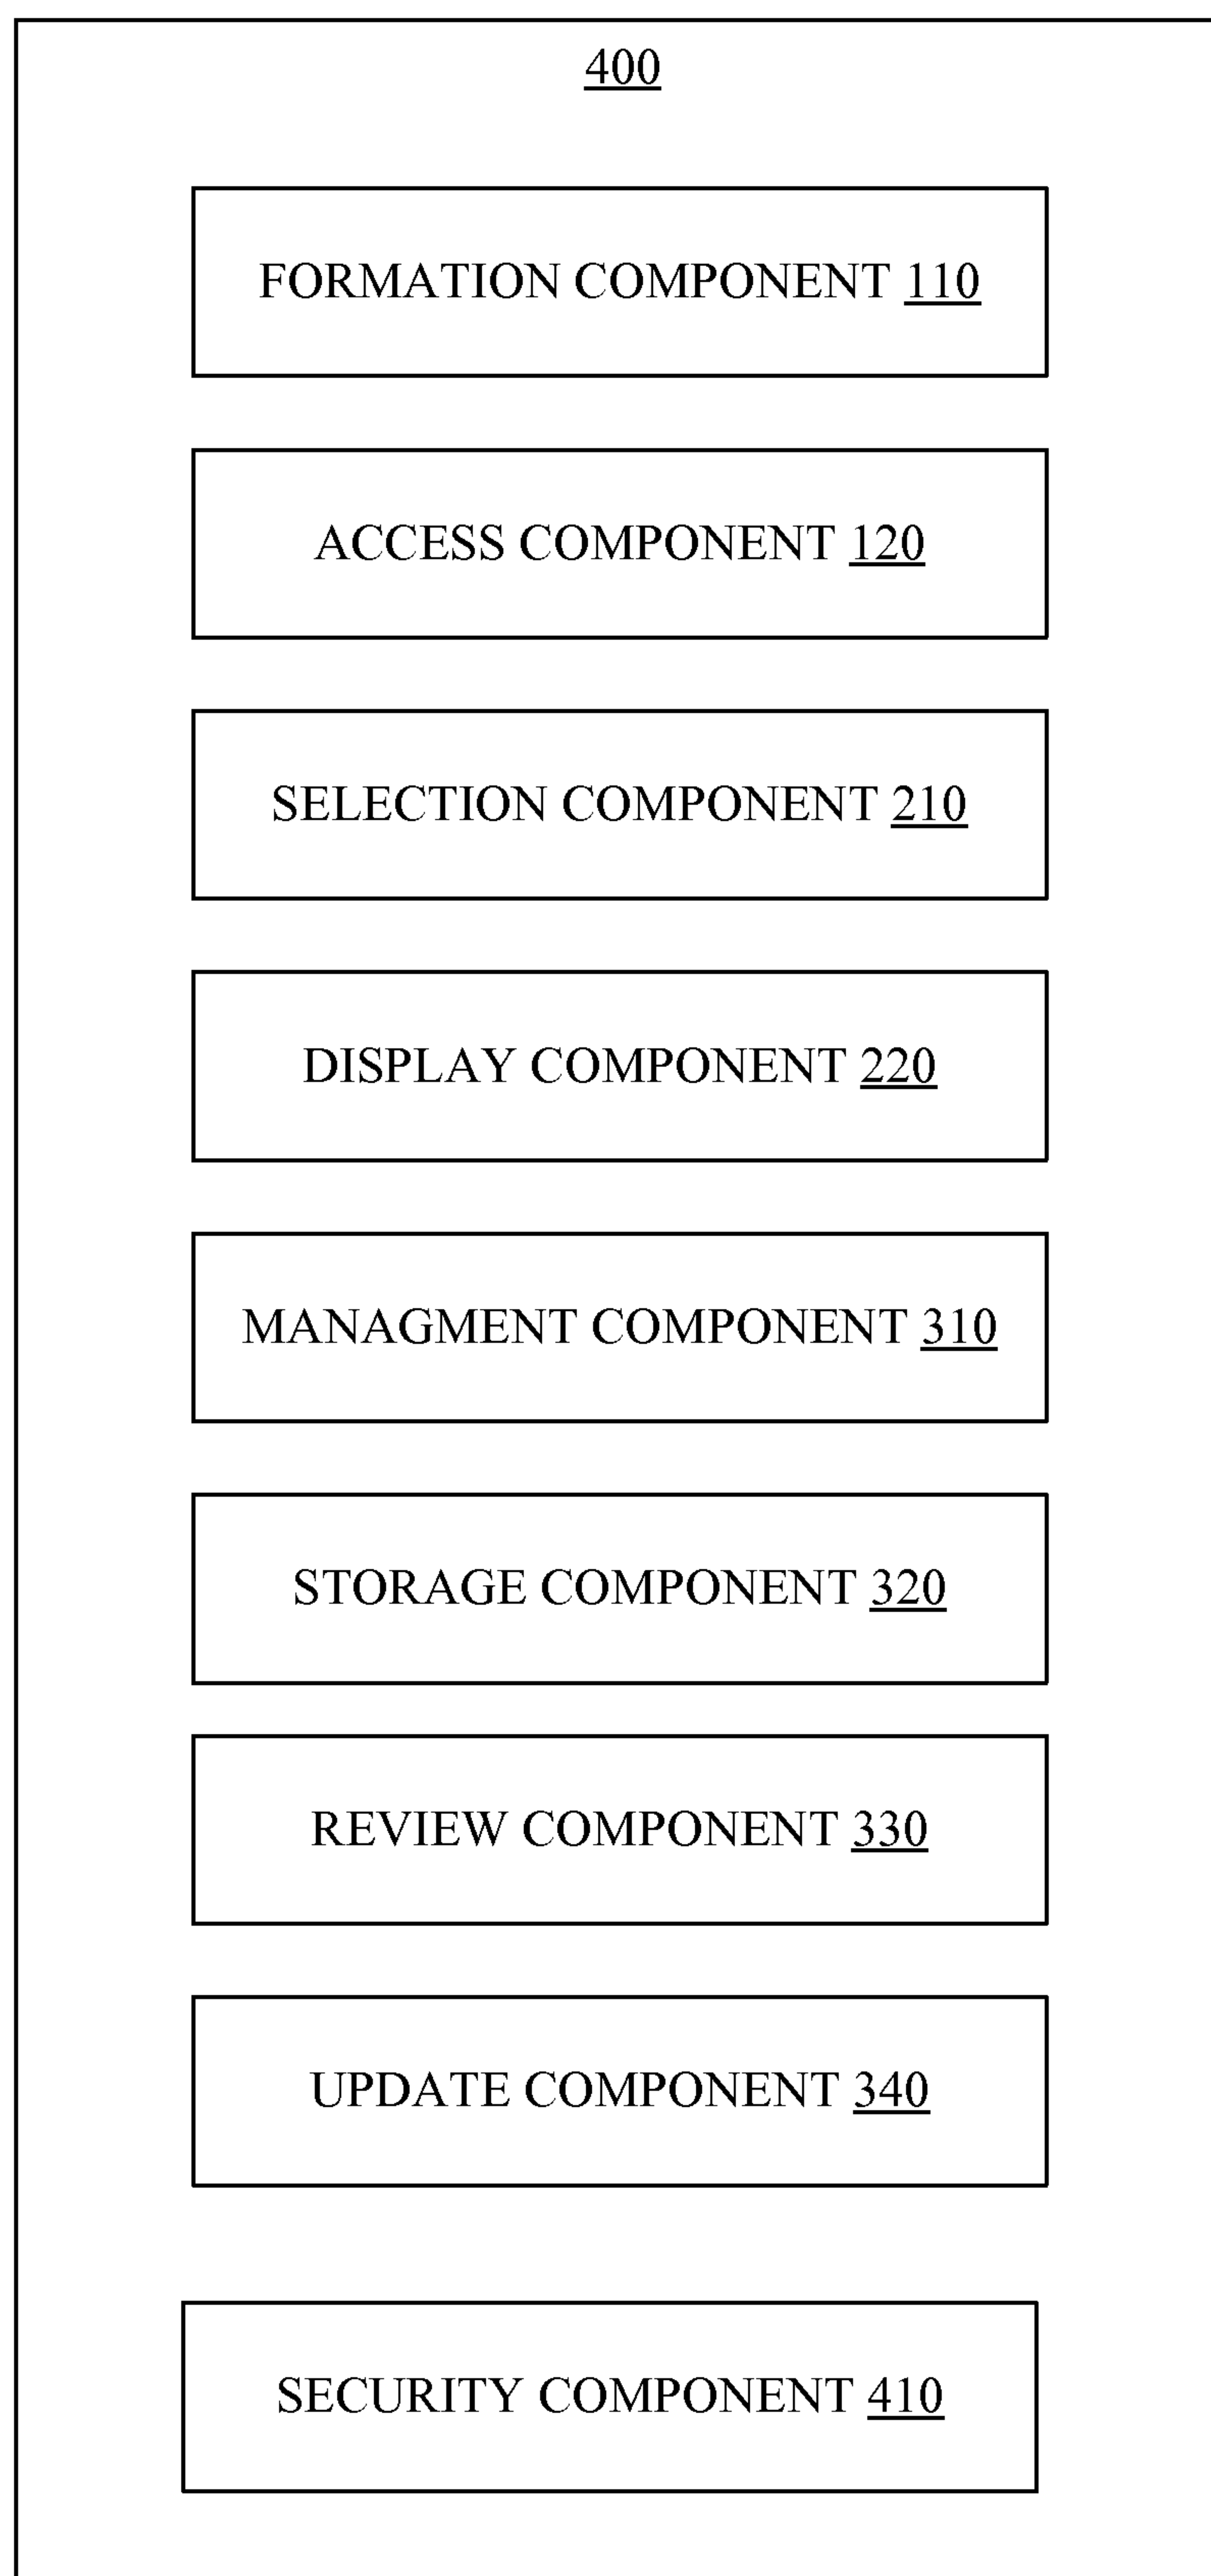 400
FORMATION COMPONENT 110
ACCESS COMPONENT 120
SELECTION COMPONENT 210
DISPLAY COMPONENT 220
MANAGMENT COMPONENT 310
STORAGE COMPONENT 320
REVIEW COMPONENT 330
UPDATE COMPONENT 340
SECURITY COMPONENT 410